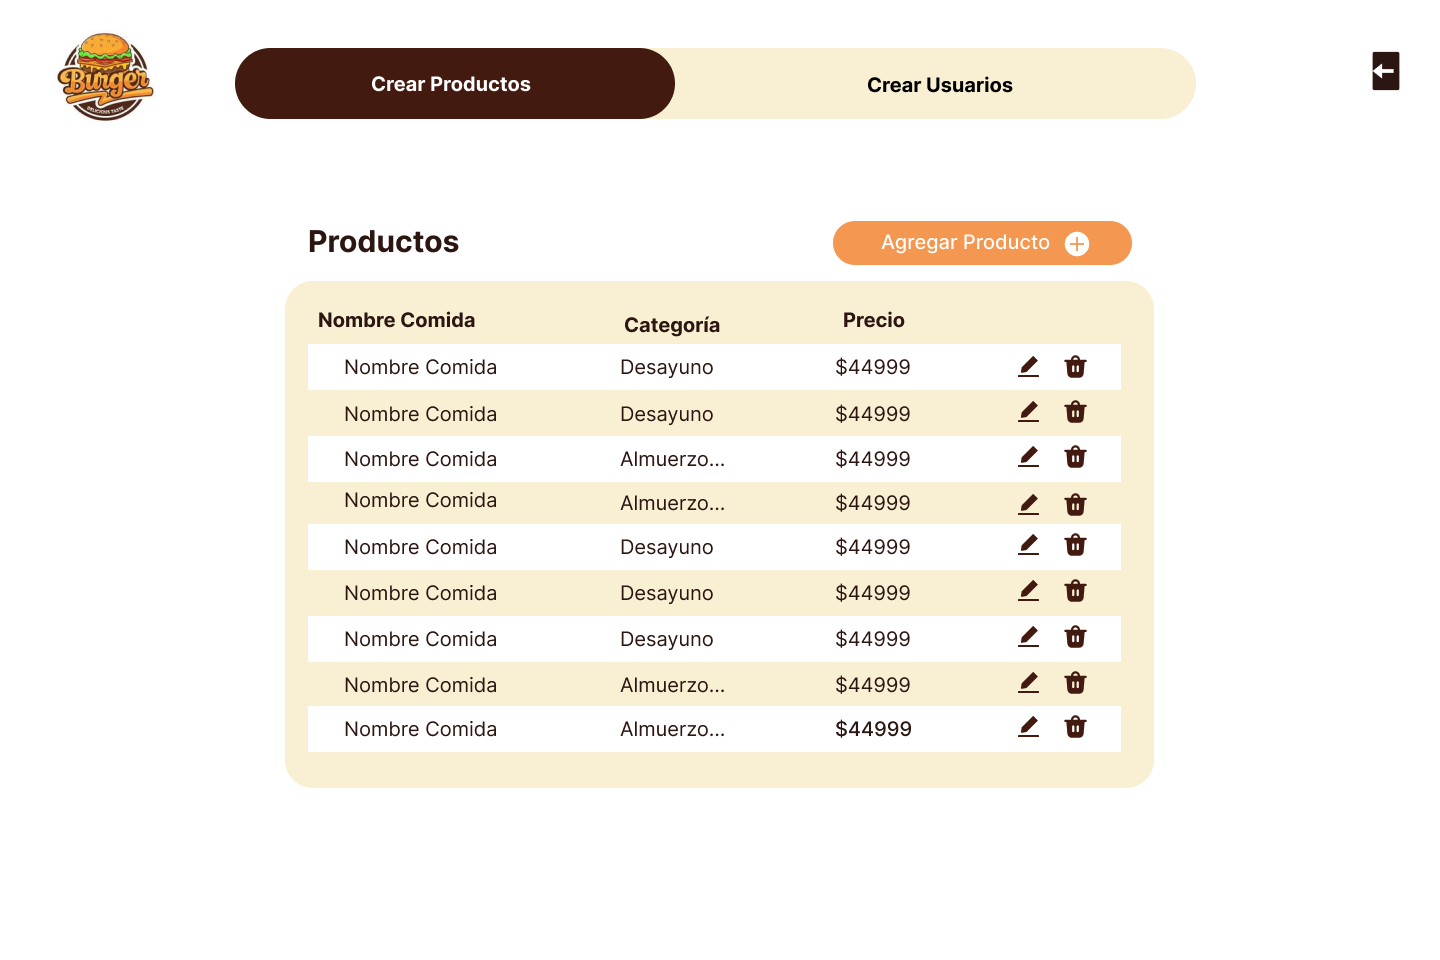 Burger
DELICIOUS TASTE
Crear Productos
Crear Usuarios
Productos
Agregar Producto
Nombre Comida Categoría Precio
Nombre Comida Desayuno $44999
Nombre Comida Desayuno $44999
Nombre Comida Almuerzo... $44999
Nombre Comida Almuerzo... $44999
Nombre Comida Desayuno $44999
Nombre Comida Desayuno $44999
Nombre Comida Desayuno $44999
Nombre Comida Almuerzo... $44999
Nombre Comida Almuerzo... $44999